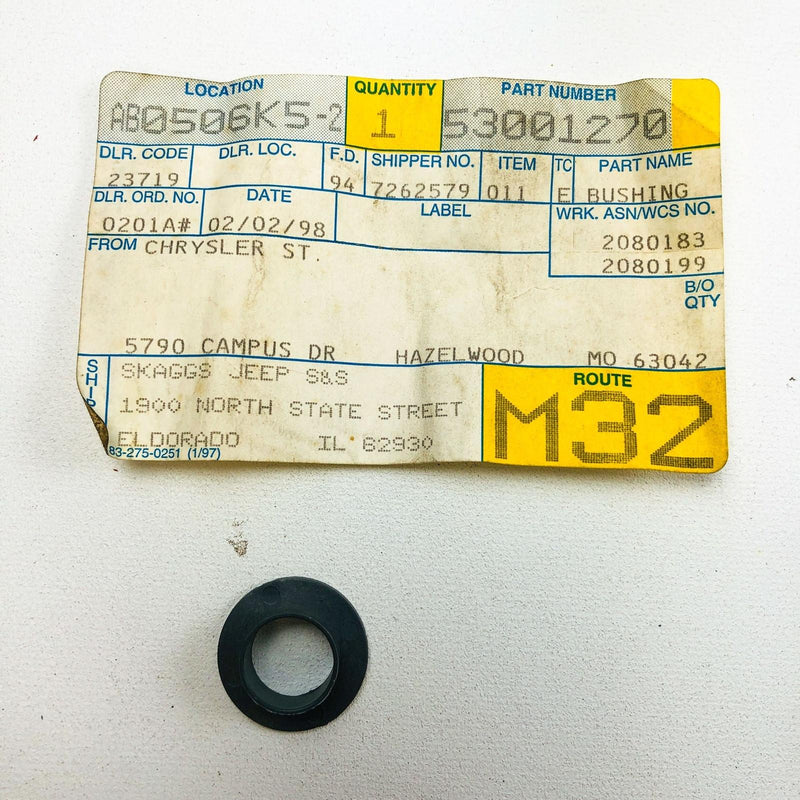 LOCATION QUANTITY PART NUMBER
AB0506K5-2 1 53001270
DLR. CODE DLR. LOC. F.D. SHIPPER NO. ITEM TC PART NAME
23719 94 7262579 011 E BUSHING
DLR. ORD. NO. DATE LABEL WRK. ASN/WCS NO.
0201A# 02/02/98 2080183
FROM CHRYSLER ST. 2080199
B/O
QTY
5790 CAMPUS DR HAZELWOOD MO 63042
SHIP SKAGGS JEEP S&S ROUTE
1900 NORTH STATE STREET M32
ELDORADO IL 62930
83-275-0251 (1/97)